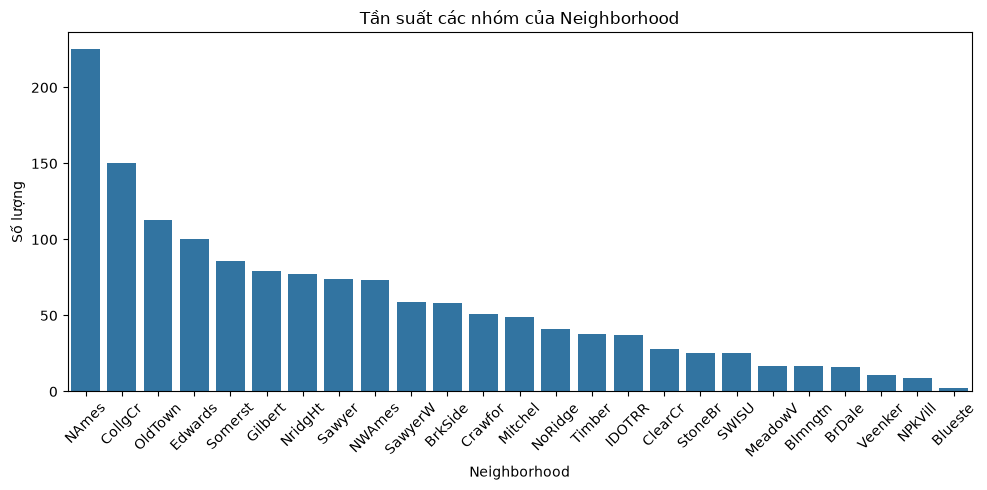 Tần suất các nhóm của Neighborhood
Số lượng
200
150
100
50
0
NAmes
CollgCr
OldTown
Edwards
Somerst
Gilbert
NridgHt
Sawyer
NWAmes
SawyerW
BrkSide
Crawfor
Mitchel
NoRidge
Timber
IDOTRR
ClearCr
StoneBr
SWISU
MeadowV
Blmngtn
BrDale
Veenker
NPkVill
Blueste
Neighborhood